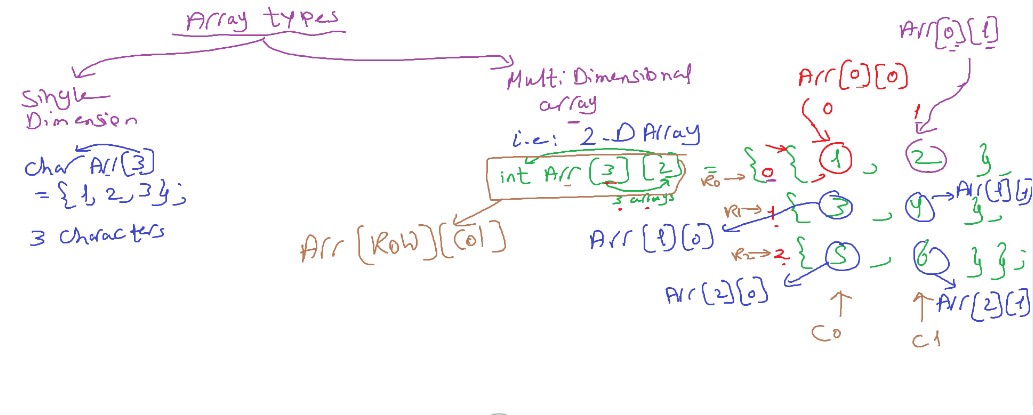 Array types
Single
Dimension
char Arr[3]
= {1, 2, 3};
3 characters
Multi Dimensional
array
i.e: 2-D Array
int Arr [3] [2]
3 arrays
Arr [Row][Col]
Arr[0][1]
Arr[0][0]
0 1
= R0 → { 0 { 1 , 2 },
R1 → 1 { 3 , 4 }, Arr[1][1]
Arr [1][0]
R2 → 2 { 5 , 6 } };
Arr[2][0] Arr[2][1]
C0 C1